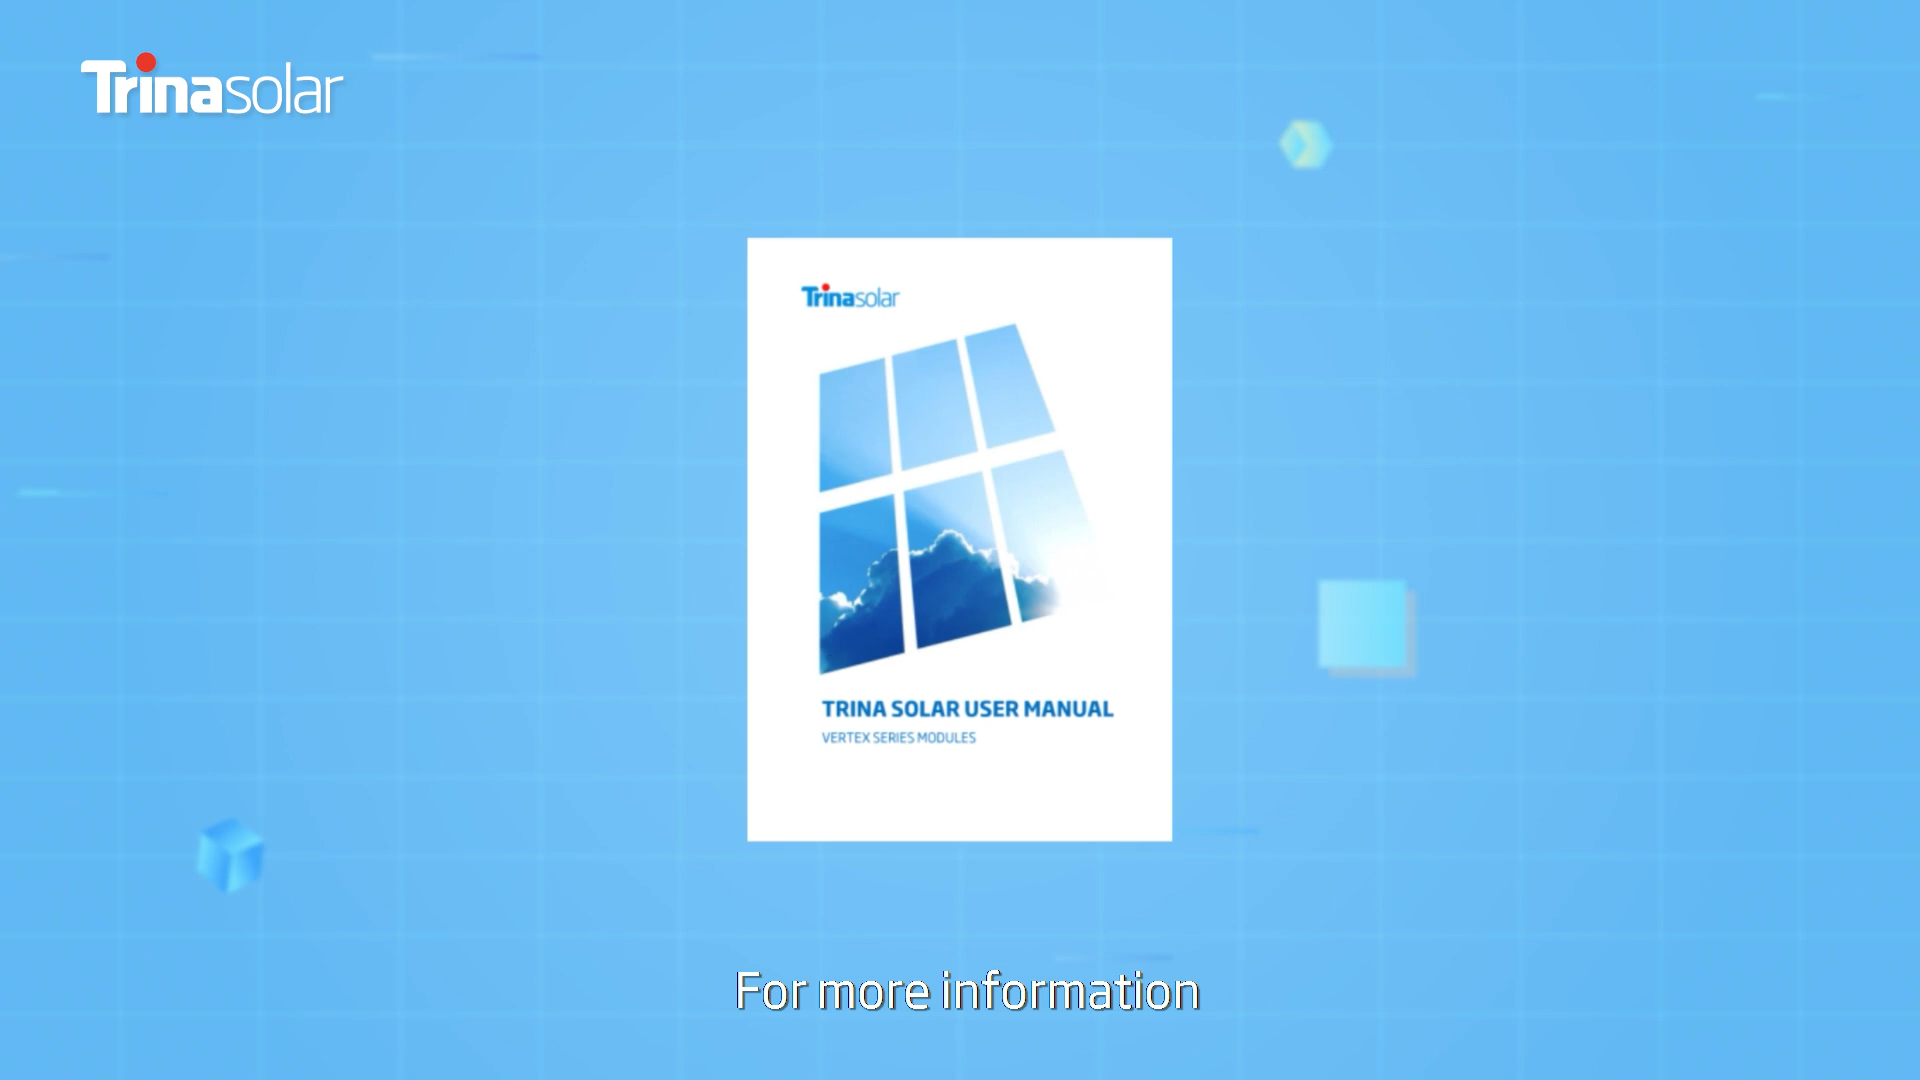 Trinasolar
Trinasolar
TRINA SOLAR USER MANUAL
VERTEX SERIES MODULES
For more information